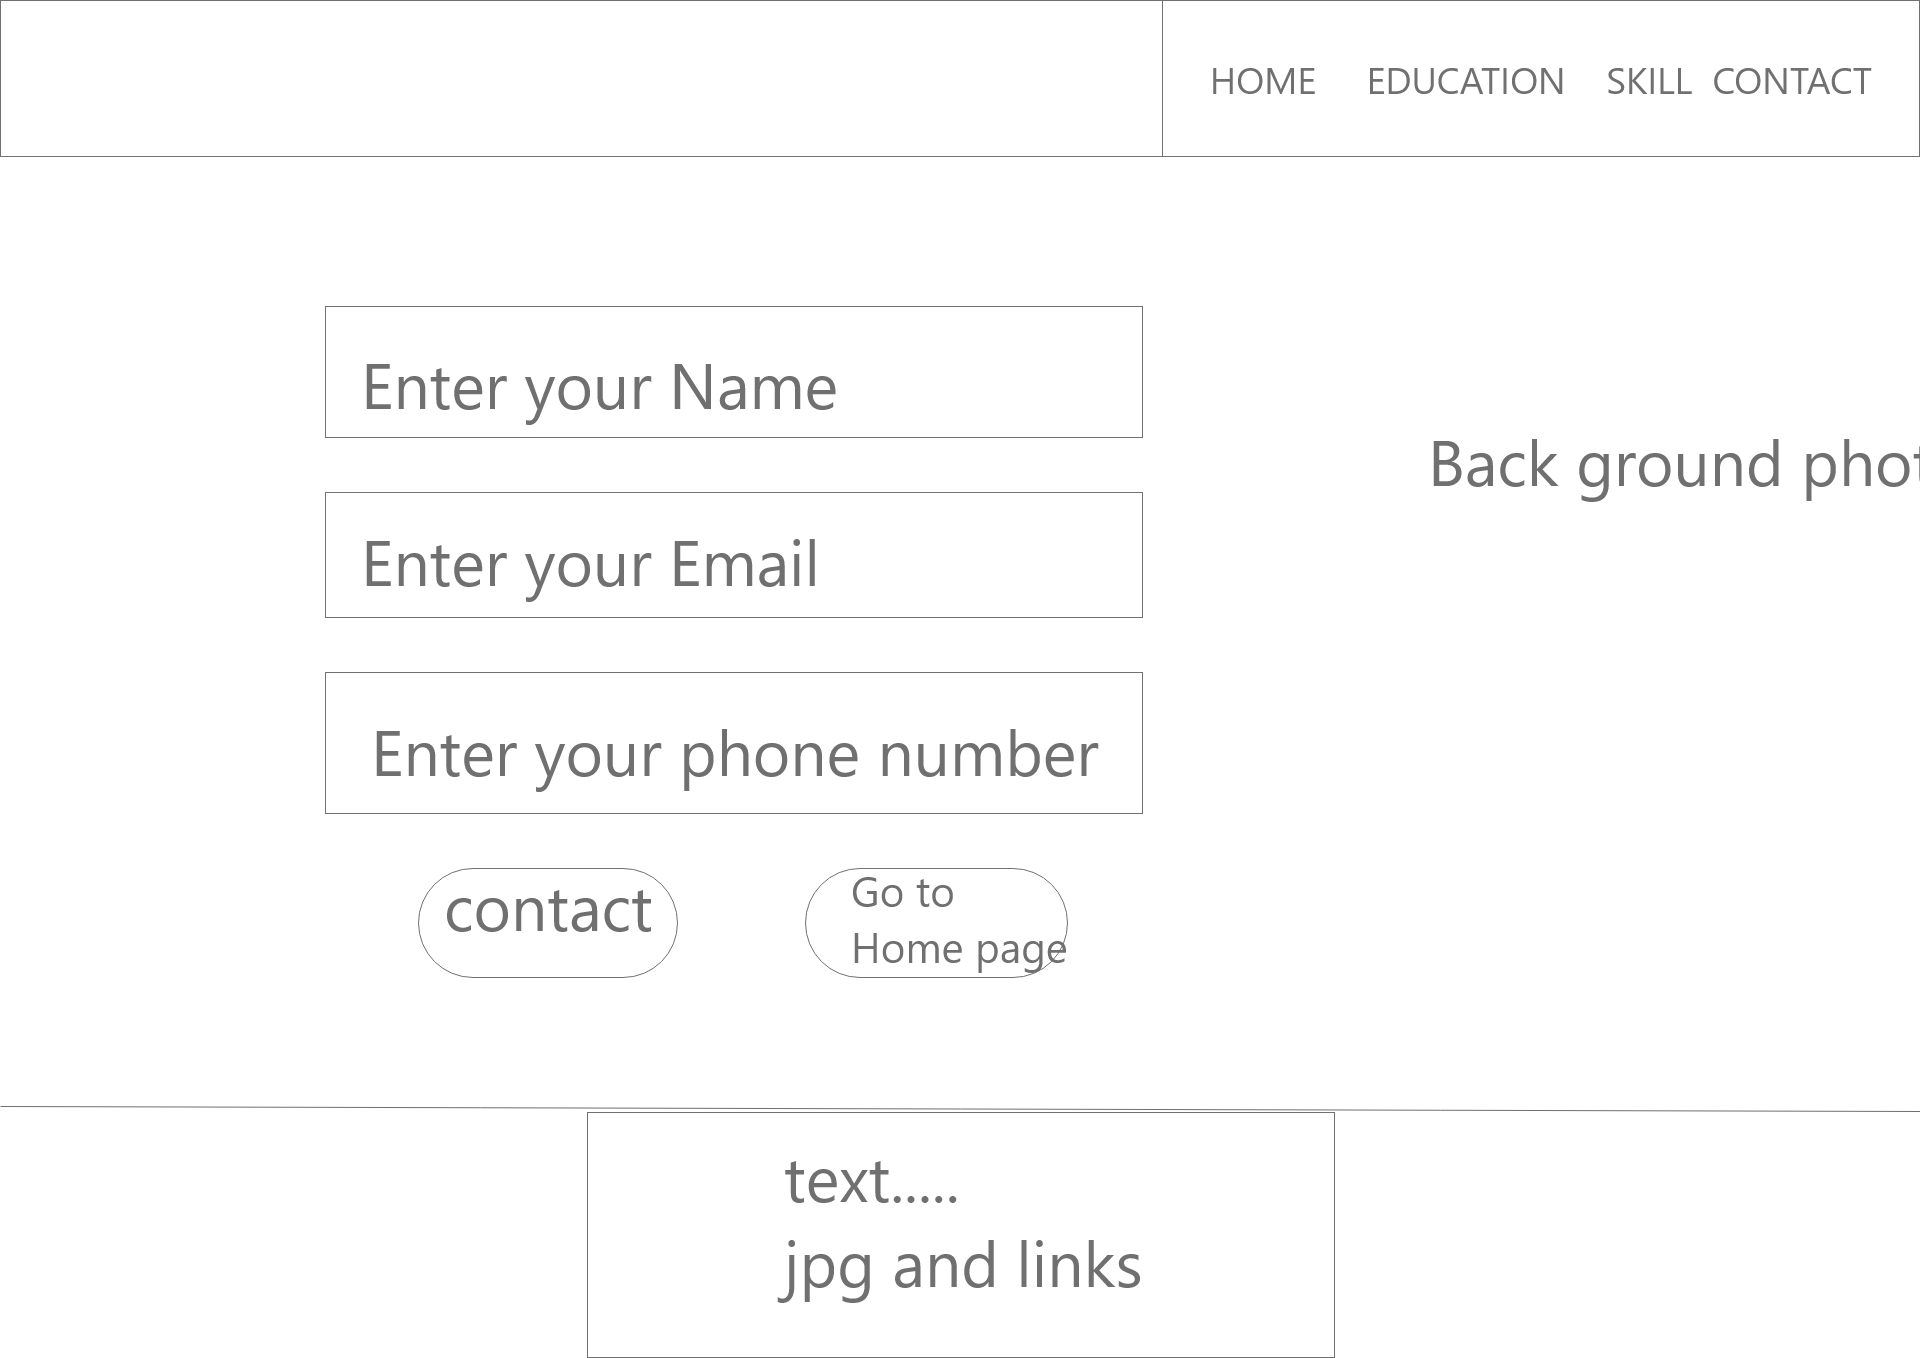 HOME EDUCATION SKILL CONTACT
Enter your Name
Back ground
Enter your Email
Enter your phone number
contact
Go to
Home page
text.....
jpg and links